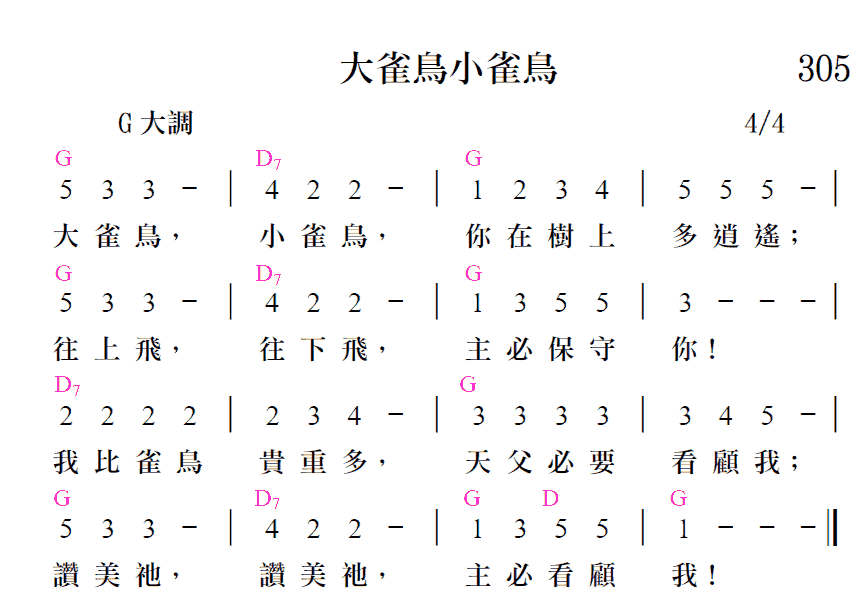 大雀鳥小雀鳥 305
G 大調 4/4
G D7 G
5 3 3 － | 4 2 2 － | 1 2 3 4 | 5 5 5 － |
大雀鳥， 小雀鳥， 你在樹上 多逍遙；
G D7 G
5 3 3 － | 4 2 2 － | 1 3 5 5 | 3 － － － |
往上飛， 往下飛， 主必保守 你！
D7 G
2 2 2 2 | 2 3 4 － | 3 3 3 3 | 3 4 5 － |
我比雀鳥 貴重多， 天父必要 看顧我；
G D7 G D G
5 3 3 － | 4 2 2 － | 1 3 5 5 | 1 － － － ‖
讚美祂， 讚美祂， 主必看顧 我！